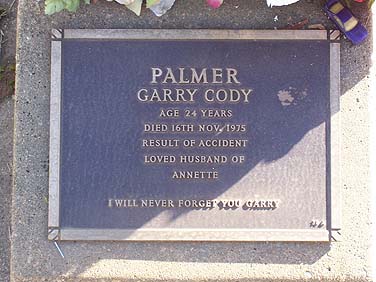 PALMER
GARRY CODY
AGE 24 YEARS
DIED 16TH NOV. 1975
RESULT OF ACCIDENT
LOVED HUSBAND OF
ANNETTE
I WILL NEVER FORGET YOU GARRY